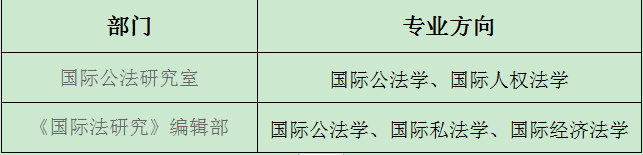 部门 专业方向
国际公法研究室 国际公法学、国际人权法学
《国际法研究》编辑部 国际公法学、国际私法学、国际经济法学